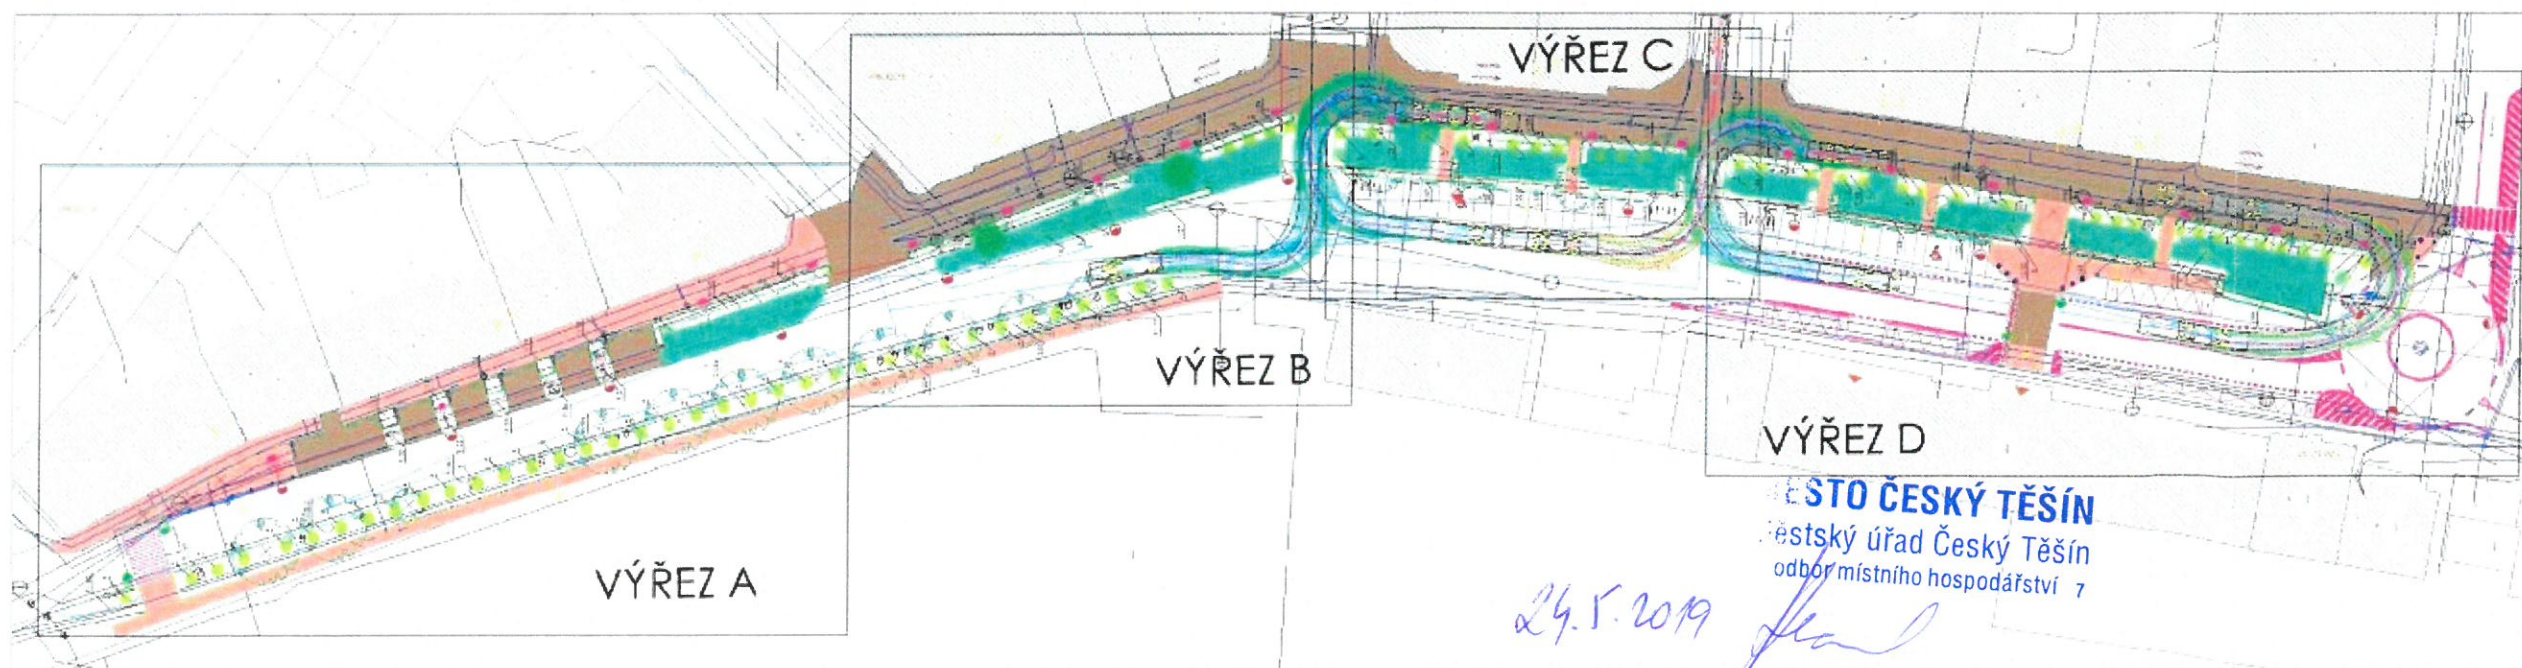 VÝŘEZ C
VÝŘEZ B
VÝŘEZ D
VÝŘEZ A
ĚSTO ČESKÝ TĚŠÍN
ěstský úřad Český Těšín
odbor místního hospodářství 7
24.5.2019